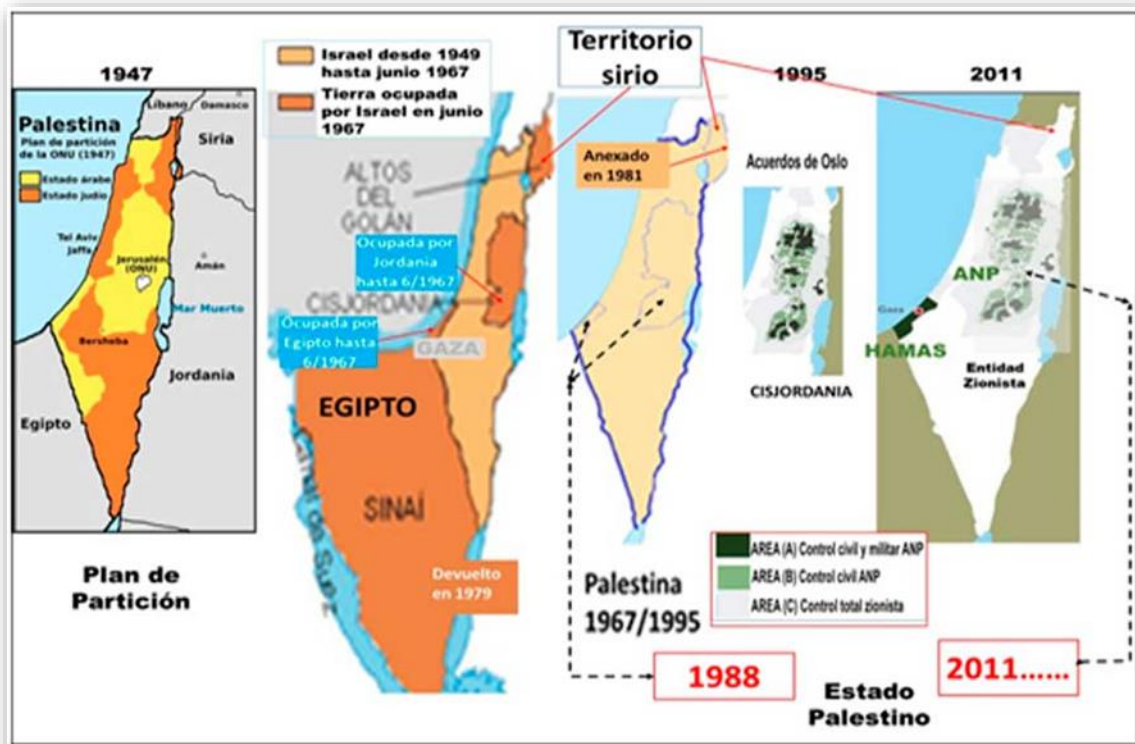 1947
Líbano
Damasco
Palestina
Plan de partición
de la ONU (1947)
Siria
Estado árabe
Estado judío
Tel Aviv
Jaffa
Jerusalén
(ONU)
Amán
Mar Muerto
Bersheba
Jordania
Egipto
Plan de
Partición
Israel desde 1949
hasta junio 1967
Tierra ocupada
por Israel en junio
1967
ALTOS
DEL
GOLÁN
Ocupada por
Jordania
hasta 6/1967
CISJORDANIA
Ocupada por
Egipto hasta
6/1967
GAZA
EGIPTO
SINAÍ
Canal de Suez
Devuelto
en 1979
Territorio
sirio
Anexado
en 1981
Palestina
1967/1995
1995
Acuerdos de Oslo
CISJORDANIA
2011
ANP
Gaza
HAMAS
Entidad
Zionista
AREA (A) Control civil y militar ANP
AREA (B) Control civil ANP
AREA (C) Control total zionista
1988
2011......
Estado
Palestino